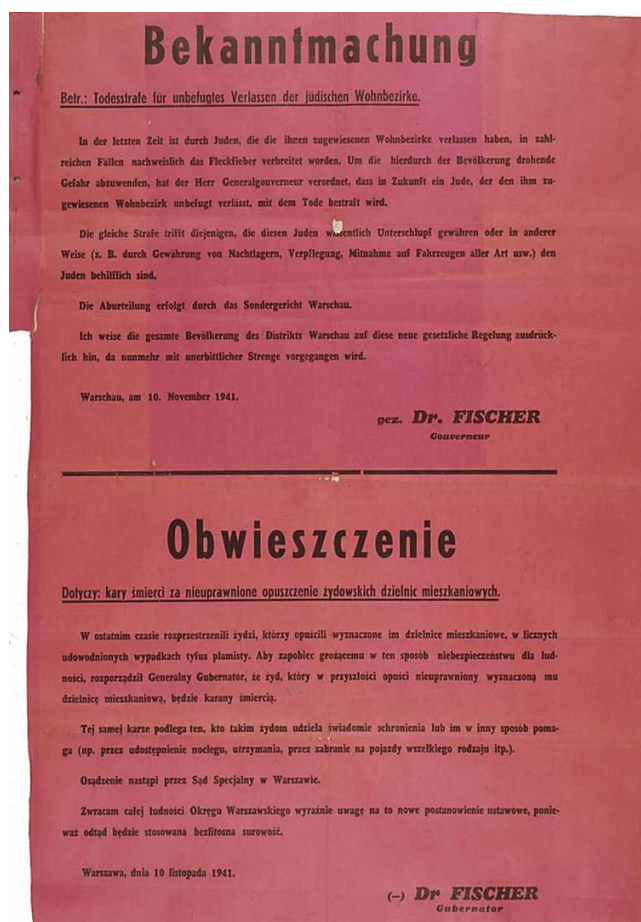 Bekanntmachung
Betr.: Todesstrafe für unbefugtes Verlassen der jüdischen Wohnbezirke.
In der letzten Zeit ist durch Juden, die die ihnen zugewiesenen Wohnbezirke verlassen haben, in zahl-
reichen Fällen nachweislich das Fleckfieber verbreitet worden. Um die hierdurch der Bevölkerung drohende
Gefahr abzuwenden, hat der Herr Generalgouverneur verordnet, dass in Zukunft ein Jude, der den ihm zu-
gewiesenen Wohnbezirk unbefugt verlässt, mit dem Tode bestraft wird.
Die gleiche Strafe trifft diejenigen, die diesen Juden wissentlich Unterschlupf gewähren oder in anderer
Weise (z. B. durch Gewährung von Nachtlagern, Verpflegung, Mitnahme auf Fahrzeugen aller Art usw.) den
Juden behilflich sind.
Die Aburteilung erfolgt durch das Sondergericht Warschau.
Ich weise die gesamte Bevölkerung des Distrikts Warschau auf diese neue gesetzliche Regelung ausdrück-
lich hin, da nunmehr mit unerbittlicher Strenge vorgegangen wird.
Warschau, am 10. November 1941.
gez. Dr. FISCHER
Gouverneur
Obwieszczenie
Dotyczy: kary śmierci za nieuprawnione opuszczenie żydowskich dzielnic mieszkaniowych.
W ostatnim czasie rozprzestrzenili żydzi, którzy opuścili wyznaczone im dzielnice mieszkaniowe, w licznych
udowodnionych wypadkach tyfus plamisty. Aby zapobiec grożącemu w ten sposób niebezpieczeństwu dla lud-
ności, rozporządził Generalny Gubernator, że żyd, który w przyszłości opuści nieuprawniony wyznaczoną mu
dzielnicę mieszkaniową, będzie karany śmiercią.
Tej samej karze podlega ten, kto takim żydom udziela świadomie schronienia lub im w inny sposób poma-
ga (np. przez udostępnienie noclegu, utrzymania, przez zabranie na pojazdy wszelkiego rodzaju itp.).
Osądzenie nastąpi przez Sąd Specjalny w Warszawie.
Zwracam całej ludności Okręgu Warszawskiego wyraźnie uwagę na to nowe postanowienie ustawowe, ponie-
waż odtąd będzie stosowana bezlitosna surowość.
Warszawa, dnia 10 listopada 1941.
(—) Dr FISCHER
Gubernator